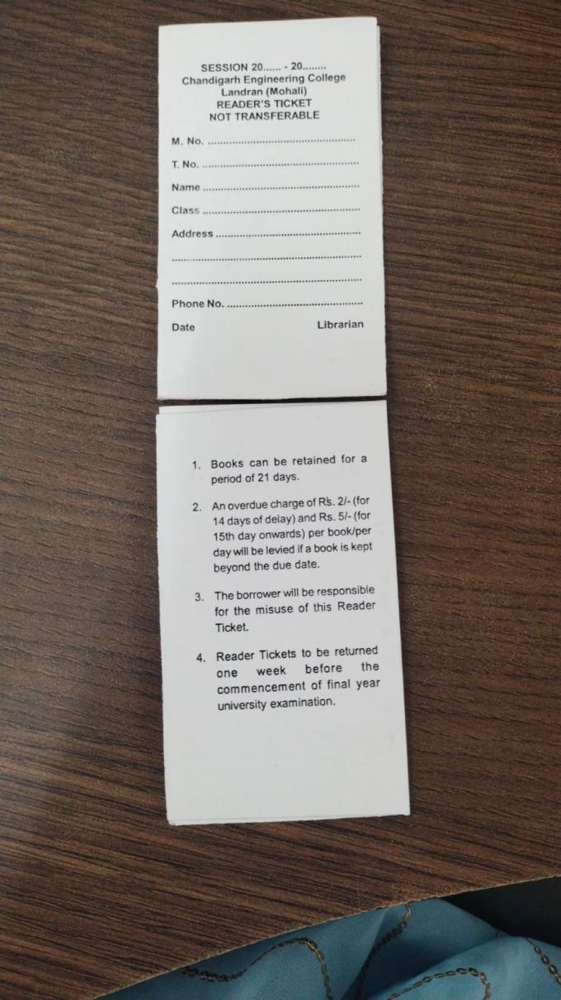 SESSION 20...... - 20........
Chandigarh Engineering College
Landran (Mohali)
READER'S TICKET
NOT TRANSFERABLE
M. No. ................................................
T. No. ................................................
Name ................................................
Class ................................................
Address ............................................
............................................................
............................................................
Phone No. ..........................................
Date Librarian
1. Books can be retained for a
period of 21 days.
2. An overdue charge of Rs. 2/- (for
14 days of delay) and Rs. 5/- (for
15th day onwards) per book/per
day will be levied if a book is kept
beyond the due date.
3. The borrower will be responsible
for the misuse of this Reader
Ticket.
4. Reader Tickets to be returned
one week before the
commencement of final year
university examination.